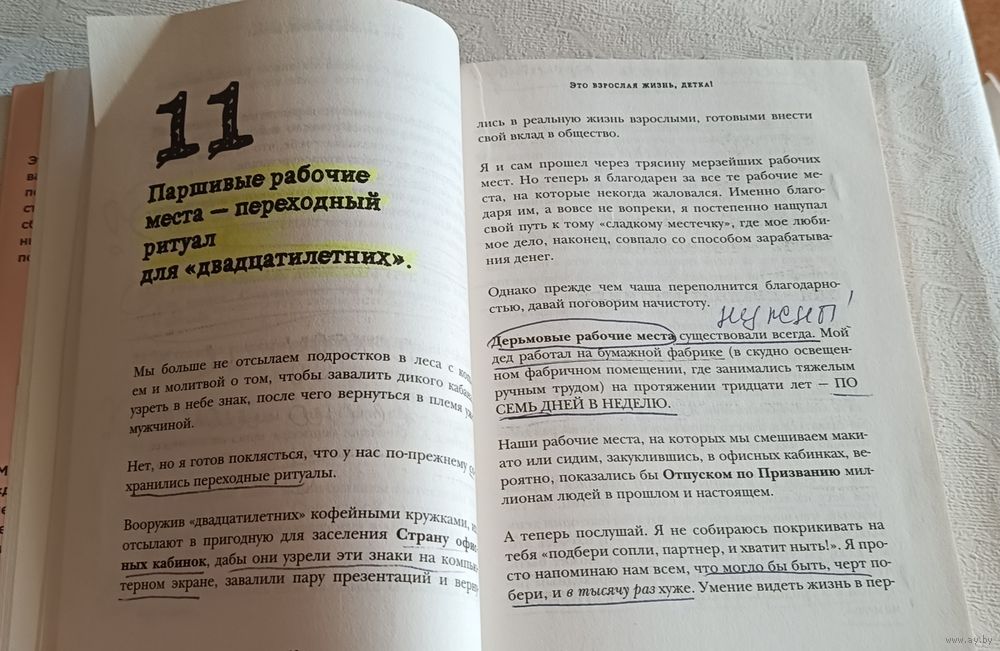 11
Паршивые рабочие
места — переходный
ритуал
для «двадцатилетних».
Мы больше не отсылаем подростков в леса с
ем и молитвой о том, чтобы завалить дикого
узреть в небе знак, после чего вернуться в племя
мужчиной.
Нет, но я готов поклясться, что у нас по-прежнему
хранились переходные ритуалы.
Вооружив «двадцатилетних» кофейными кружками,
отсылают в пригодную для заселения Страну
ных кабинок, дабы они узрели эти знаки на
терном экране, завалили пару презентаций и
Это взрослая жизнь, детка!
лись в реальную жизнь взрослыми, готовыми внести
свой вклад в общество.
Я и сам прошел через трясину мерзейших рабочих
мест. Но теперь я благодарен за все те рабочие ме-
ста, на которые некогда жаловался. Именно благо-
даря им, а вовсе не вопреки, я постепенно нащупал
свой путь к тому «сладкому местечку», где мое люби-
мое дело, наконец, совпало со способом зарабатыва-
ния денег.
Однако прежде чем чаша переполнится благодарно-
стью, давай поговорим начистоту.
нужны!
Дерьмовые рабочие места существовали всегда. Мой
дед работал на бумажной фабрике (в скудно освещен-
ном фабричном помещении, где занимались тяжелым
ручным трудом) на протяжении тридцати лет — ПО
СЕМЬ ДНЕЙ В НЕДЕЛЮ.
Наши рабочие места, на которых мы смешиваем маки-
ато или сидим, закуклившись, в офисных кабинках, ве-
роятно, показались бы Отпуском по Призванию мил-
лионам людей в прошлом и настоящем.
А теперь послушай. Я не собираюсь покрикивать на
тебя «подбери сопли, партнер, и хватит ныть!». Я про-
сто напоминаю нам всем, что могло бы быть, черт по-
бери, и в тысячу раз хуже. Умение видеть жизнь в пер-
www.ay.by